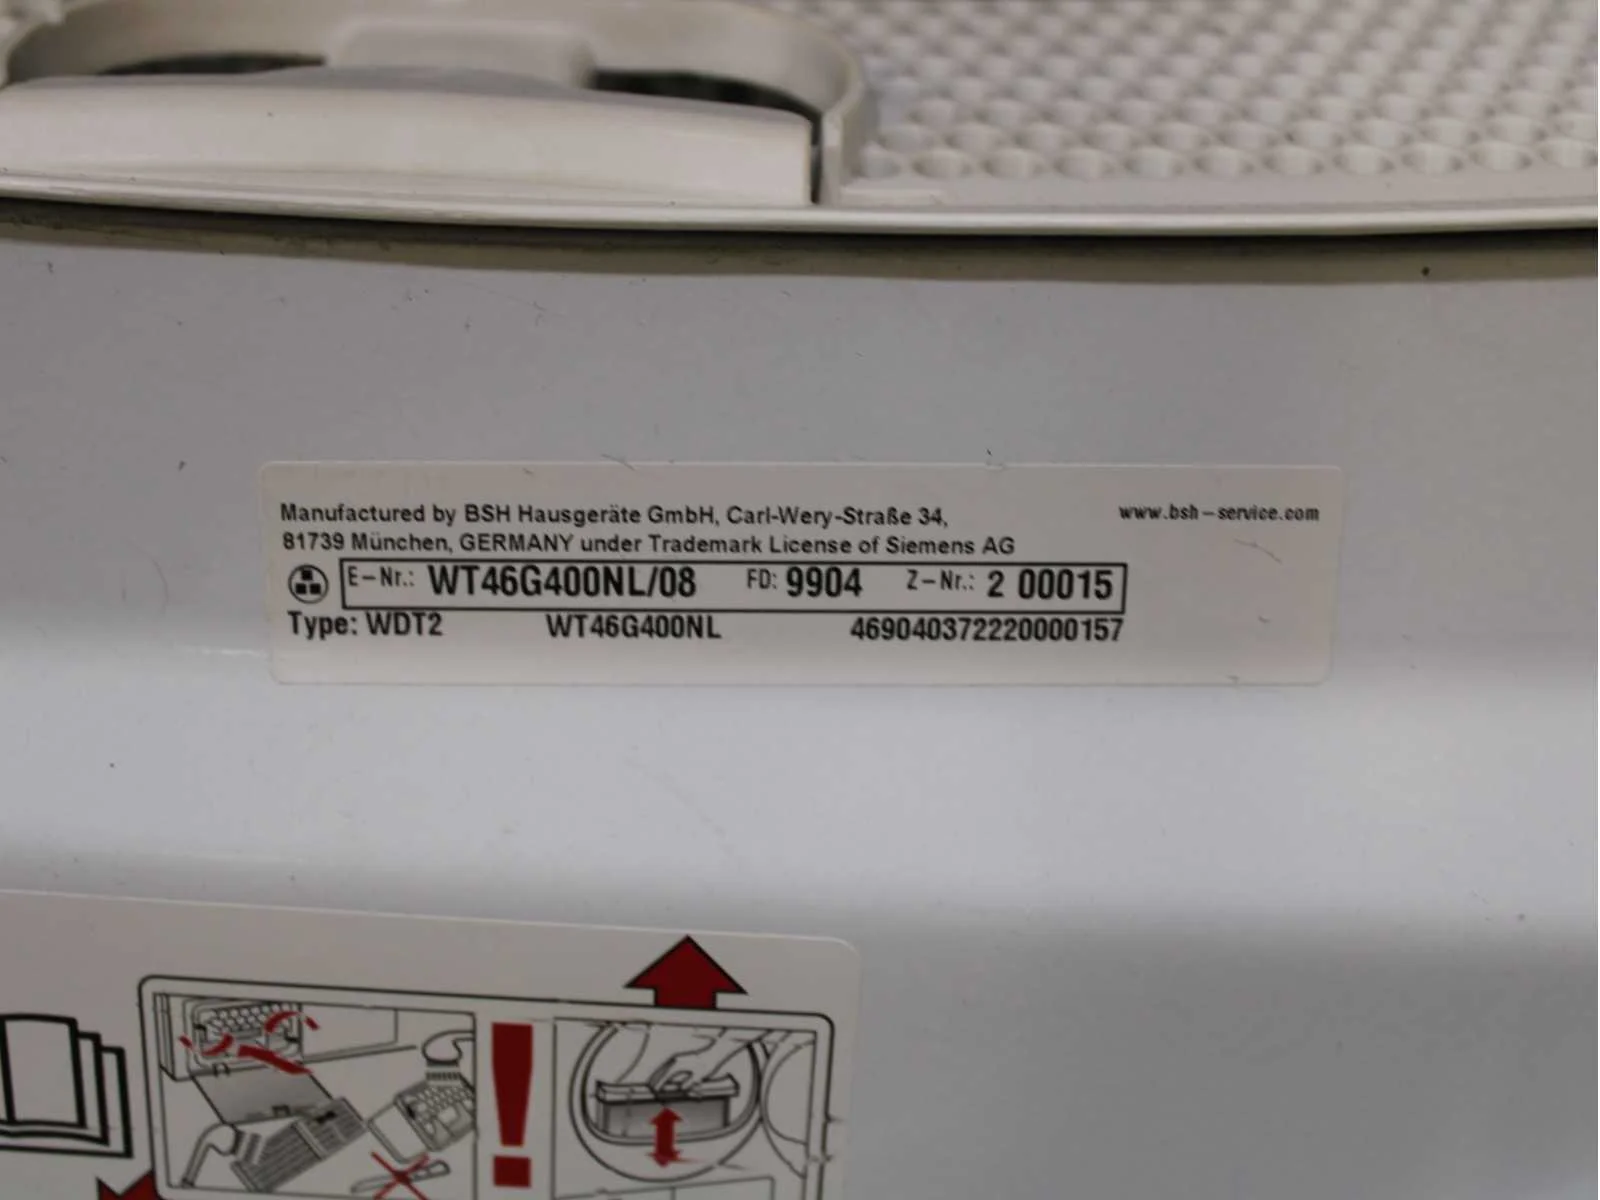 Manufactured by BSH Hausgeräte GmbH, Carl-Wery-Straße 34, www.bsh-service.com
81739 München, GERMANY under Trademark License of Siemens AG
E-Nr.: WT46G400NL/08 FD: 9904 Z-Nr.: 2 00015
Type: WDT2 WT46G400NL 469040372220000157
!